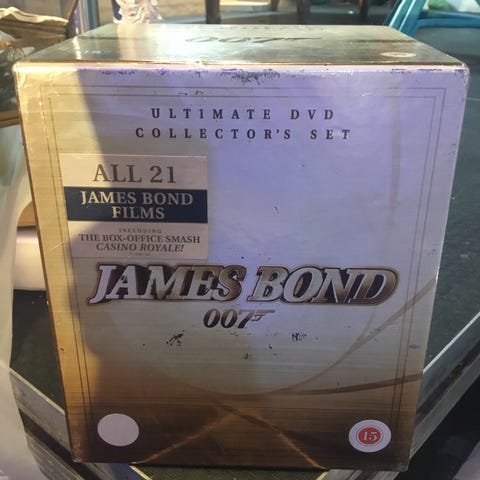 007
ULTIMATE DVD
COLLECTOR'S SET
ALL 21
JAMES BOND
FILMS
INCLUDING
THE BOX-OFFICE SMASH
CASINO ROYALE!
JAMES BOND
007
15